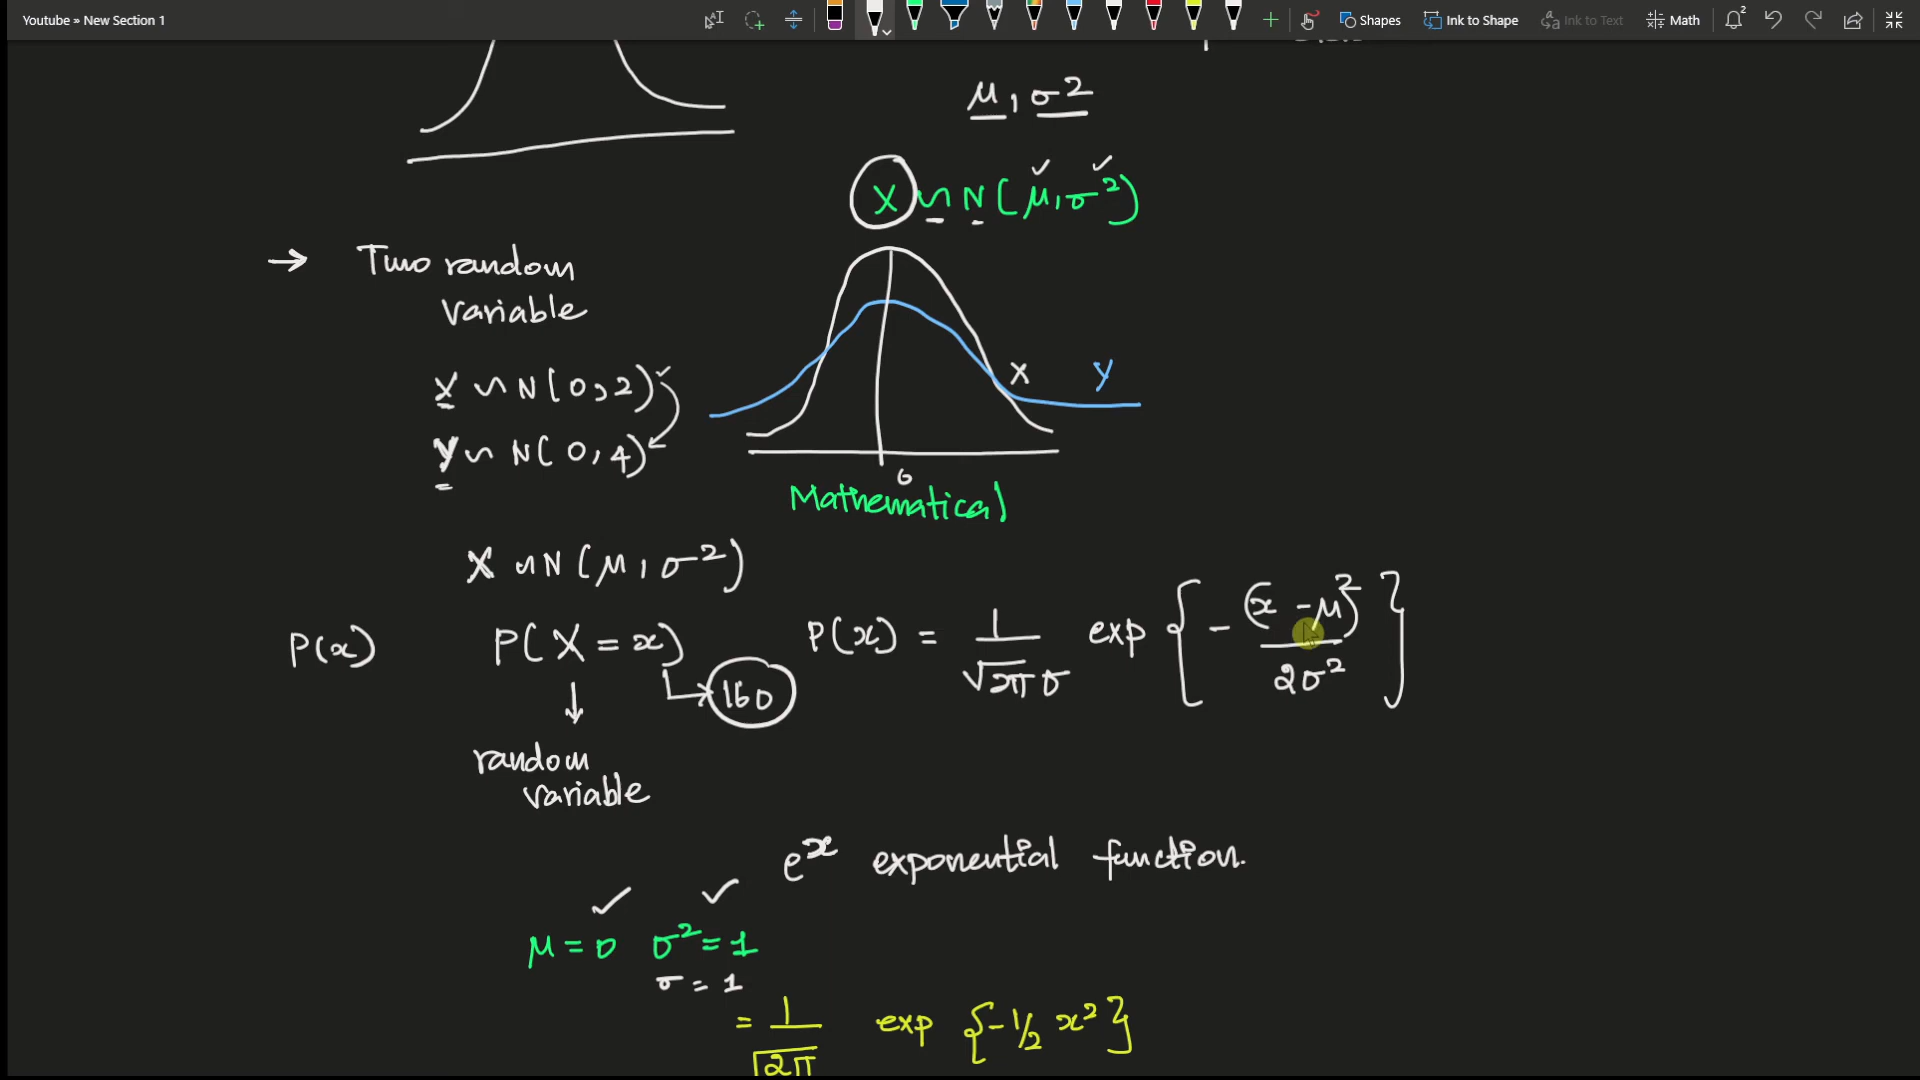 Youtube » New Section 1
Shapes Ink to Shape Ink to Text Math
μ, σ²
X ~ N(μ, σ²)
→ Two random
variable
X ~ N(0, 2)
Y ~ N(0, 4)
X Y
0
Mathematical
X ~ N(μ, σ²)
P(x) P(X = x) P(x) = 1/√2π σ exp { - (x - μ)²/2σ² }
160
random
variable
eˣ exponential function.
μ = 0 σ² = 1
σ = 1
= 1/√2π exp {-1/2 x²}